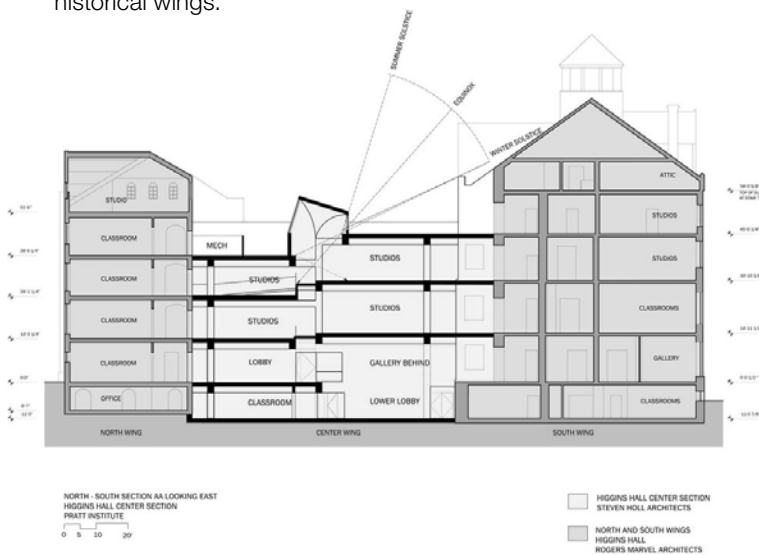 historical wings.
SUMMER SOLSTICE
EQUINOX
WINTER SOLSTICE
STUDIO
CLASSROOM
CLASSROOM
CLASSROOM
CLASSROOM
OFFICE
MECH
STUDIOS
STUDIOS
LOBBY
CLASSROOM
STUDIOS
STUDIOS
GALLERY BEHIND
LOWER LOBBY
ATTIC
STUDIOS
STUDIOS
CLASSROOMS
GALLERY
CLASSROOMS
NORTH WING
CENTER WING
SOUTH WING
NORTH - SOUTH SECTION AA LOOKING EAST
HIGGINS HALL CENTER SECTION
PRATT INSTITUTE
0 5 10 20'
HIGGINS HALL CENTER SECTION
STEVEN HOLL ARCHITECTS
NORTH AND SOUTH WINGS
HIGGINS HALL
ROGERS MARVEL ARCHITECTS